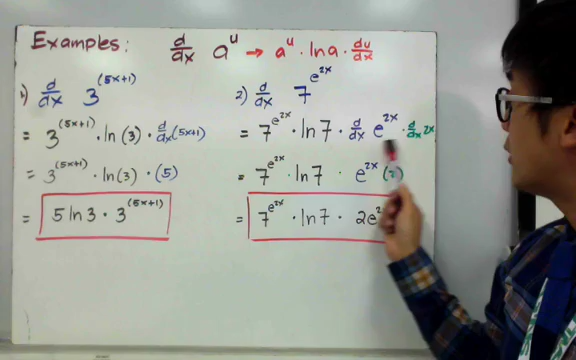 Examples: d/dx a^u → a^u · ln a · du/dx
1) d/dx 3^(5x+1)
= 3^(5x+1) · ln(3) · d/dx(5x+1)
= 3^(5x+1) · ln(3) · (5)
= 5 ln 3 · 3^(5x+1)
2) d/dx 7^e^2x
= 7^e^2x · ln 7 · d/dx e^2x · d/dx 2x
= 7^e^2x · ln 7 · e^2x (2)
= 7^e^2x · ln 7 · 2e^2